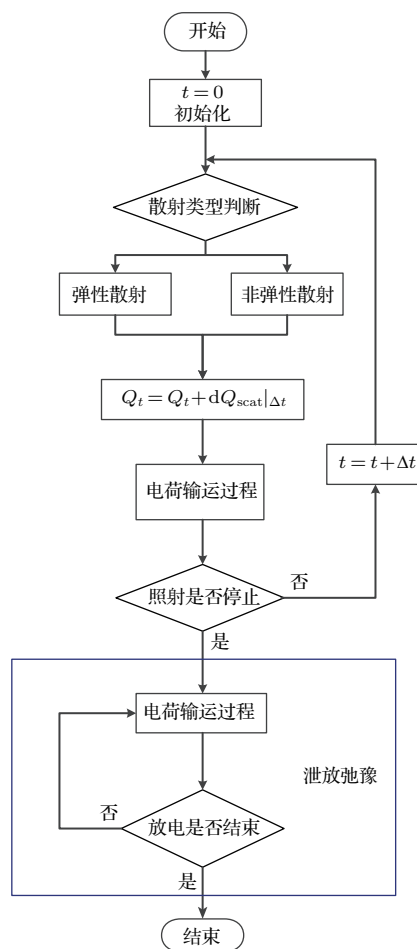 开始
t = 0
初始化
散射类型判断
弹性散射
非弹性散射
Q_t = Q_t + dQ_scat|_Δt
电荷输运过程
t = t + Δt
照射是否停止
否
是
电荷输运过程
泄放弛豫
放电是否结束
否
是
结束